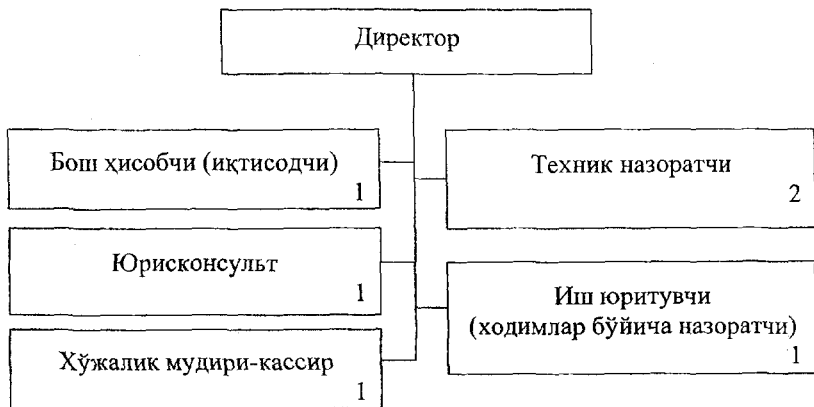 Директор
Бош ҳисобчи (иқтисодчи)
1
Техник назоратчи
2
Юрисконсульт
1
Иш юритувчи
(ходимлар бўйича назоратчи)
1
Хўжалик мудири-кассир
1